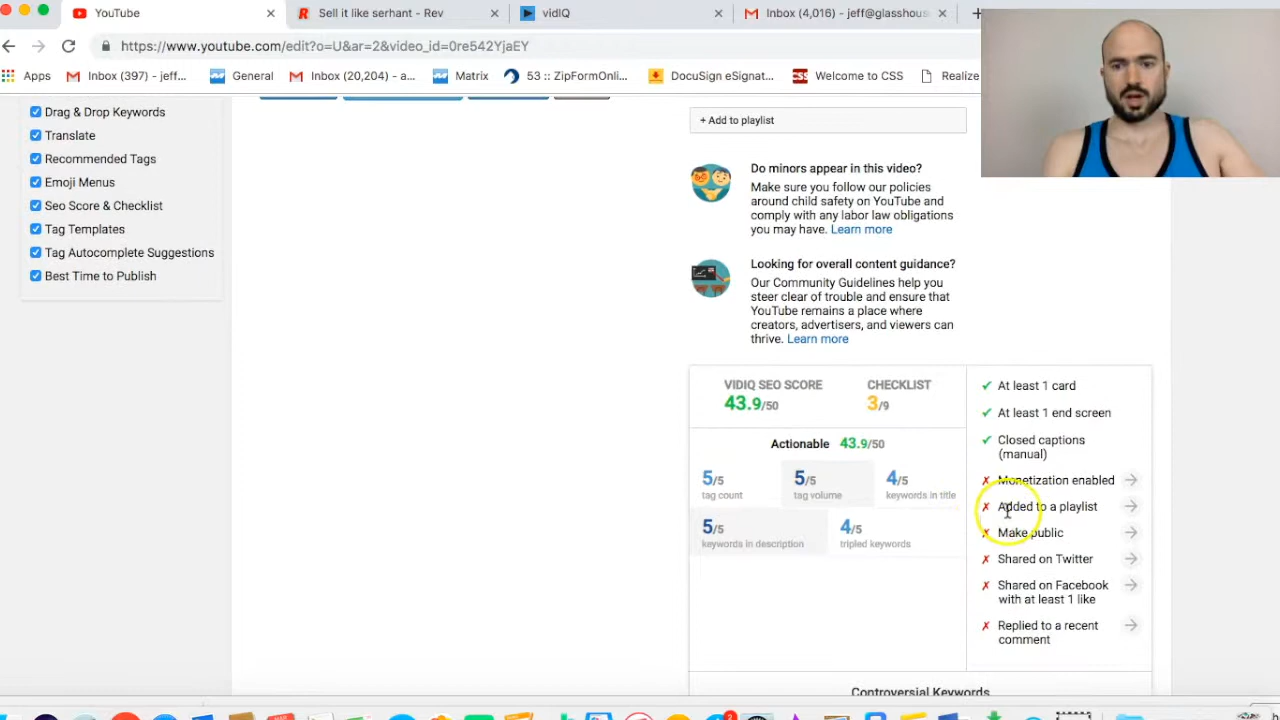 YouTube
Sell it like serhant - Rev
vidIQ
Inbox (4,016) - jeff@glasshous
https://www.youtube.com/edit?o=U&ar=2&video_id=0re542YjaEY
Apps
Inbox (397) - jeff...
General
Inbox (20,204) - a...
Matrix
53 :: ZipFormOnli...
DocuSign eSignat...
CSS
Welcome to CSS
Realize
Drag & Drop Keywords
Translate
Recommended Tags
Emoji Menus
Seo Score & Checklist
Tag Templates
Tag Autocomplete Suggestions
Best Time to Publish
+ Add to playlist
Do minors appear in this video?
Make sure you follow our policies
around child safety on YouTube and
comply with any labor law obligations
you may have. Learn more
Looking for overall content guidance?
Our Community Guidelines help you
steer clear of trouble and ensure that
YouTube remains a place where
creators, advertisers, and viewers can
thrive. Learn more
VIDIQ SEO SCORE
43.9/50
CHECKLIST
3/9
Actionable 43.9/50
5/5
tag count
5/5
tag volume
4/5
keywords in title
5/5
keywords in description
4/5
tripled keywords
At least 1 card
At least 1 end screen
Closed captions
(manual)
Monetization enabled
Added to a playlist
Make public
Shared on Twitter
Shared on Facebook
with at least 1 like
Replied to a recent
comment
Controversial Keywords